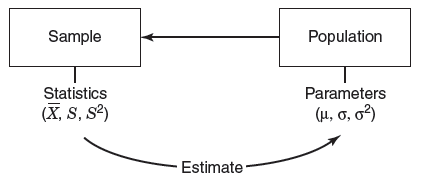 Sample
Population
Statistics
(X̅, S, S²)
Parameters
(μ, σ, σ²)
Estimate